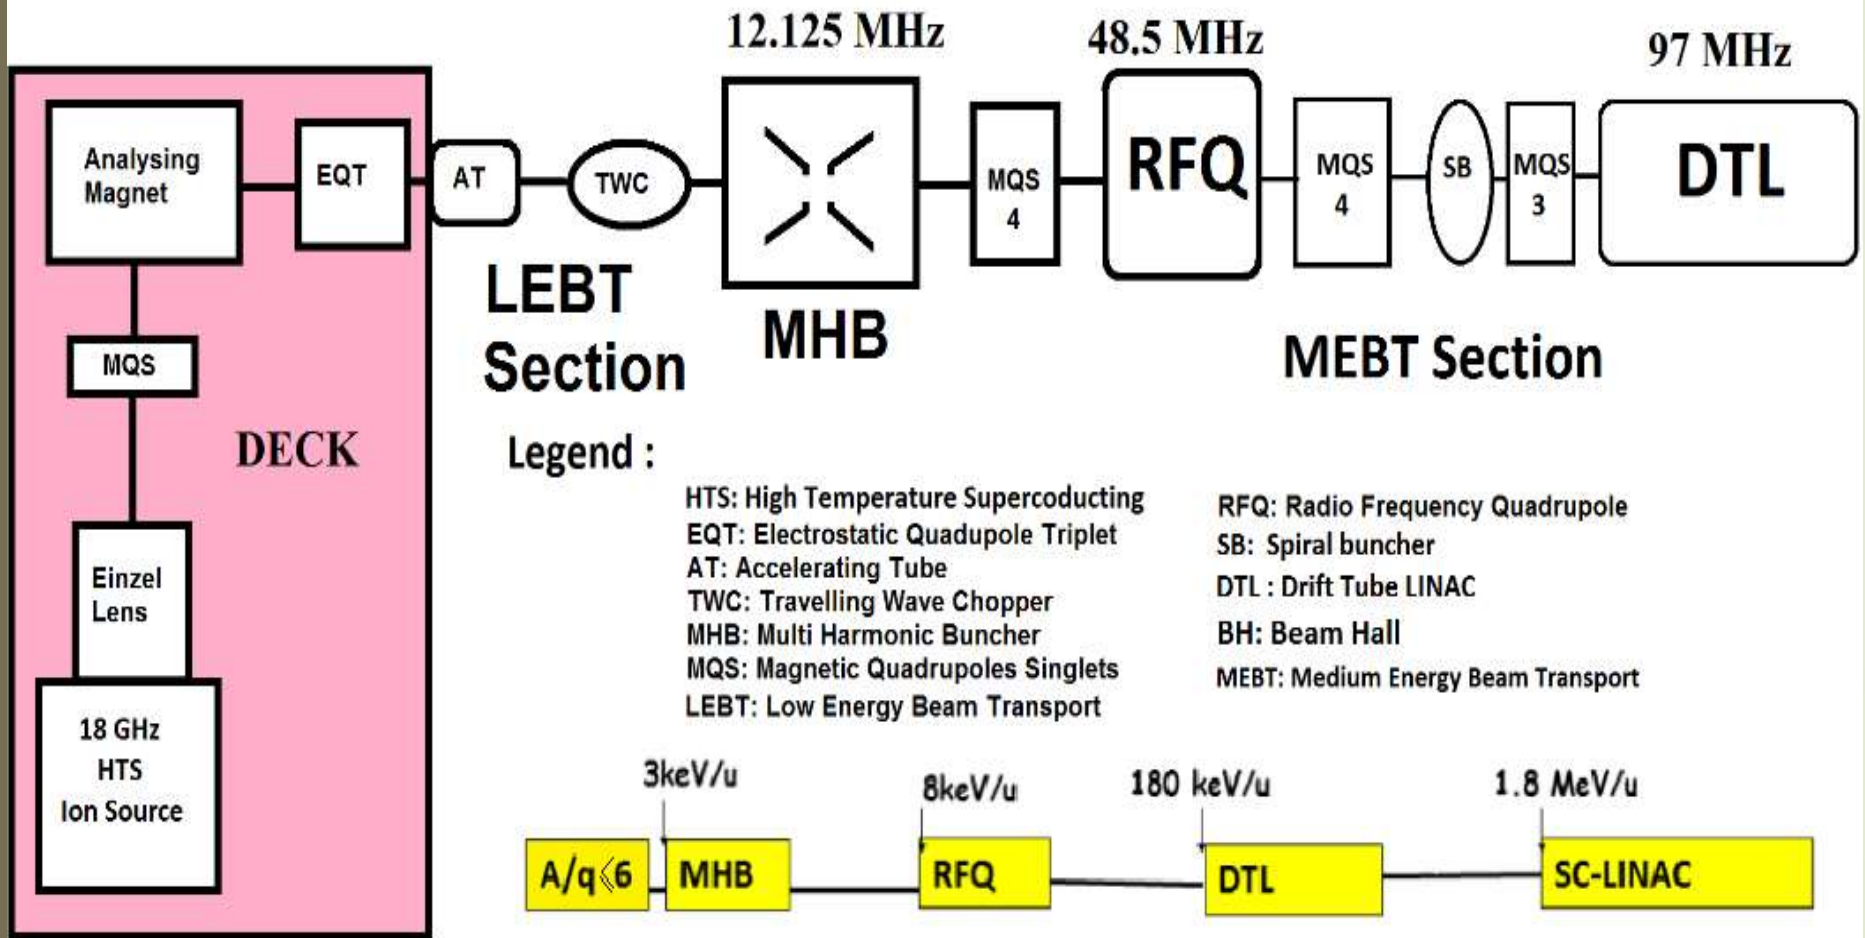 12.125 MHz
48.5 MHz
97 MHz
Analysing
Magnet
EQT
AT
TWC
MQS
4
RFQ
MQS
4
SB
MQS
3
DTL
LEBT
Section
MHB
MEBT Section
MQS
DECK
Einzel
Lens
18 GHz
HTS
Ion Source
Legend :
HTS: High Temperature Supercoducting
EQT: Electrostatic Quadupole Triplet
AT: Accelerating Tube
TWC: Travelling Wave Chopper
MHB: Multi Harmonic Buncher
MQS: Magnetic Quadrupoles Singlets
LEBT: Low Energy Beam Transport
RFQ: Radio Frequency Quadrupole
SB: Spiral buncher
DTL : Drift Tube LINAC
BH: Beam Hall
MEBT: Medium Energy Beam Transport
3keV/u
8keV/u
180 keV/u
1.8 MeV/u
A/q⩽6
MHB
RFQ
DTL
SC-LINAC